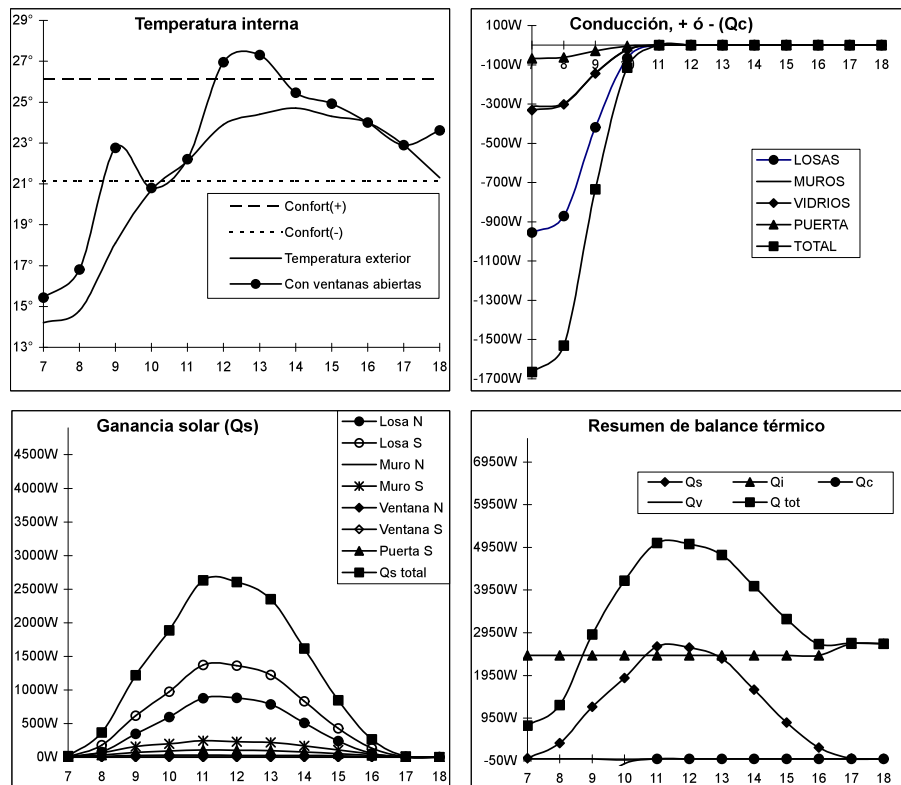 Temperatura interna
29°
27°
25°
23°
21°
19°
17°
15°
13°
7 8 9 10 11 12 13 14 15 16 17 18
Confort(+)
Confort(-)
Temperatura exterior
Con ventanas abiertas
Conducción, + ó - (Qc)
-100W
-300W
-500W
-700W
-900W
-1100W
-1300W
-1500W
-1700W
7 8 9 10 11 12 13 14 15 16 17 18
LOSAS
MUROS
VIDRIOS
PUERTA
TOTAL
Ganancia solar (Qs)
4500W
4000W
3500W
3000W
2500W
2000W
1500W
1000W
500W
0W
7 8 9 10 11 12 13 14 15 16 17 18
Losa N
Losa S
Muro N
Muro S
Ventana N
Ventana S
Puerta S
Qs total
Resumen de balance térmico
6950W
5950W
4950W
3950W
2950W
1950W
950W
-50W
7 8 9 10 11 12 13 14 15 16 17 18
Qs Qi Qc
Qv Q tot